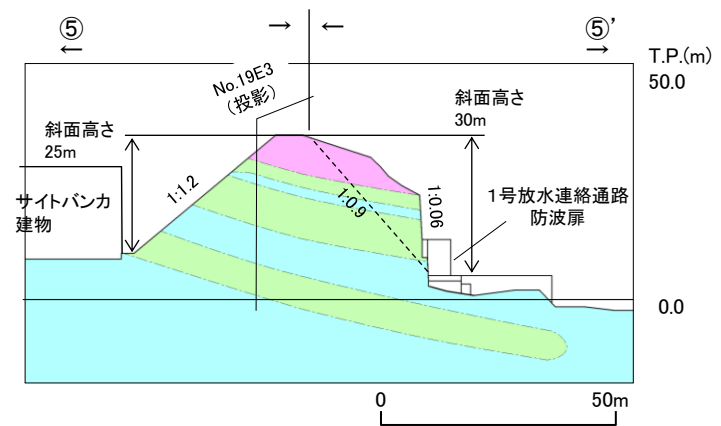 ⑤
⑤'
← → ← →
T.P.(m)
50.0
No.19E3
(投影)
斜面高さ
25m
斜面高さ
30m
サイトバンカ
建物
1:1.2
1:0.9
1:0.06
1号放水連絡通路
防波扉
0.0
0
50m